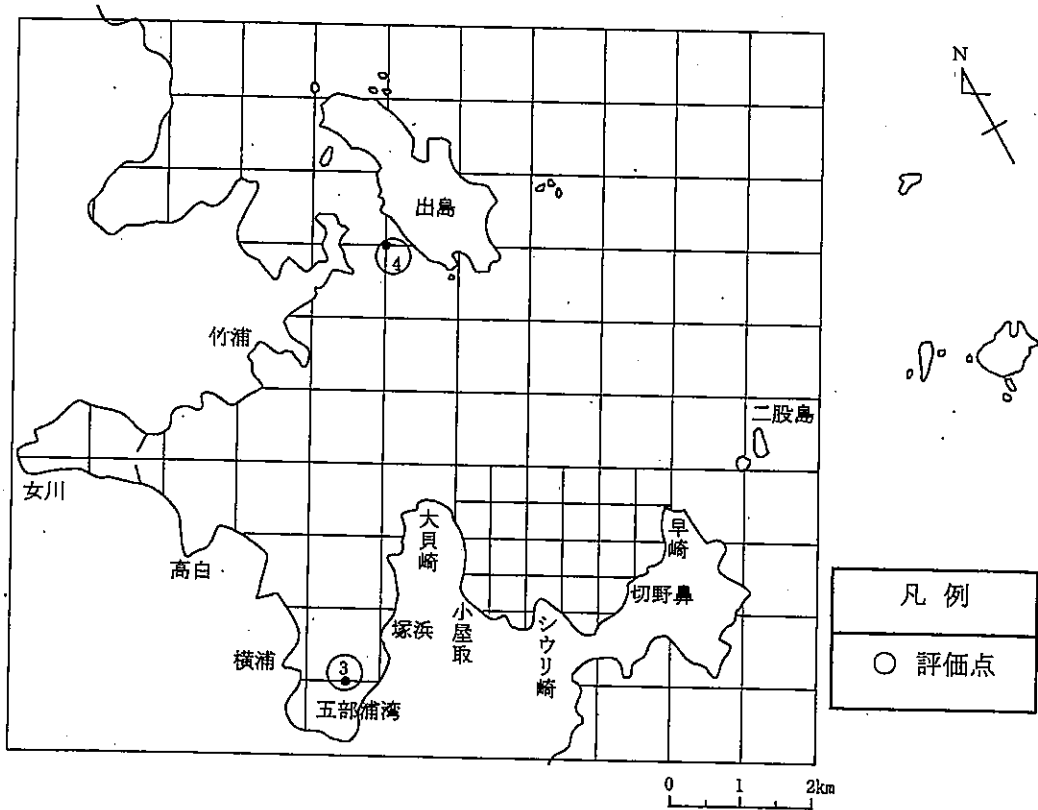 N
出島
4
竹浦
二股島
女川
大貝崎
早崎
高白
切野鼻
塚浜
小屋取
シウリ崎
横浦
3
五部浦湾
凡例
○ 評価点
0 1 2km